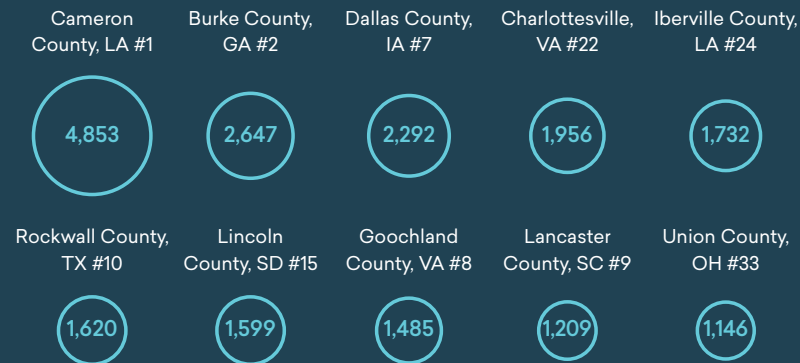 Cameron
County, LA #1
Burke County,
GA #2
Dallas County,
IA #7
Charlottesville,
VA #22
Iberville County,
LA #24
4,853
2,647
2,292
1,956
1,732
Rockwall County,
TX #10
Lincoln
County, SD #15
Goochland
County, VA #8
Lancaster
County, SC #9
Union County,
OH #33
1,620
1,599
1,485
1,209
1,146